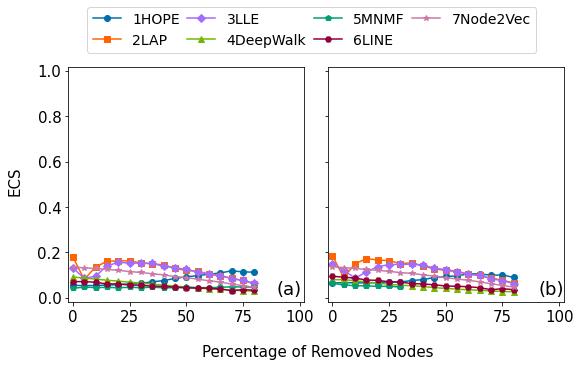 1HOPE 3LLE 5MNMF 7Node2Vec
2LAP 4DeepWalk 6LINE
ECS
1.0
0.8
0.6
0.4
0.2
0.0
(a) (b)
0 25 50 75 100 0 25 50 75 100
Percentage of Removed Nodes